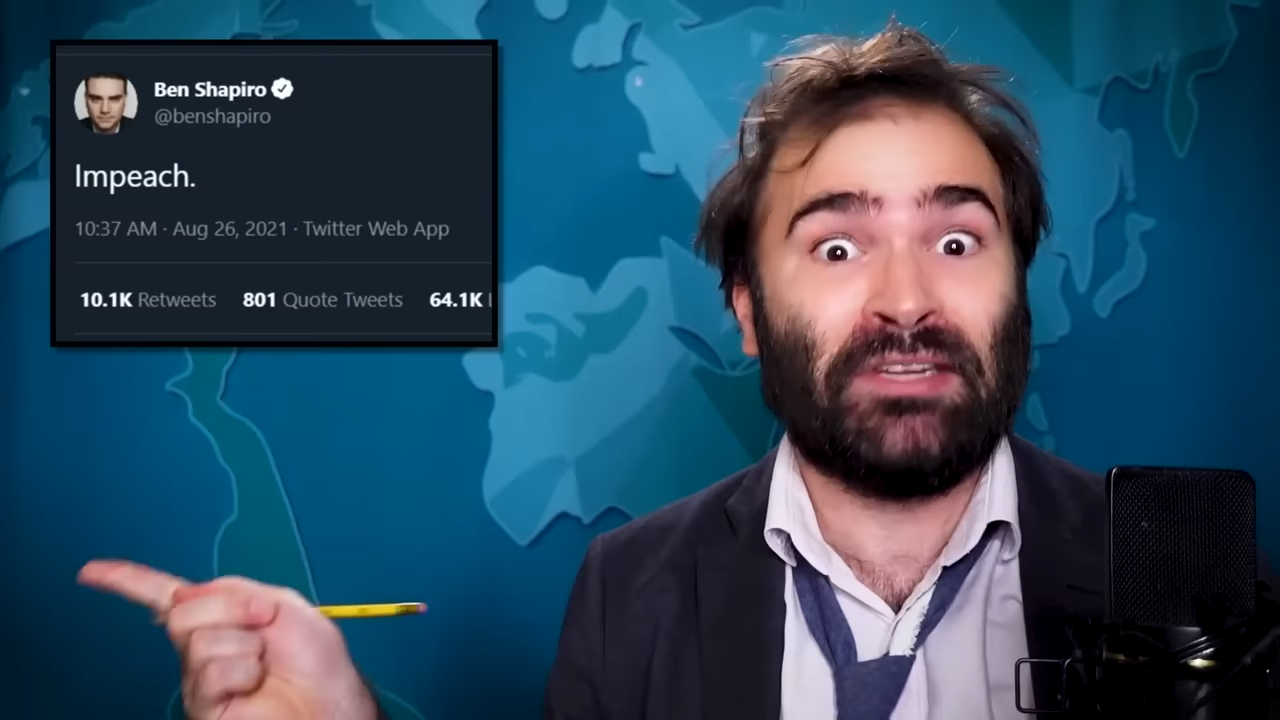 Ben Shapiro
@benshapiro
Impeach.
10:37 AM · Aug 26, 2021 · Twitter Web App
10.1K Retweets 801 Quote Tweets 64.1K